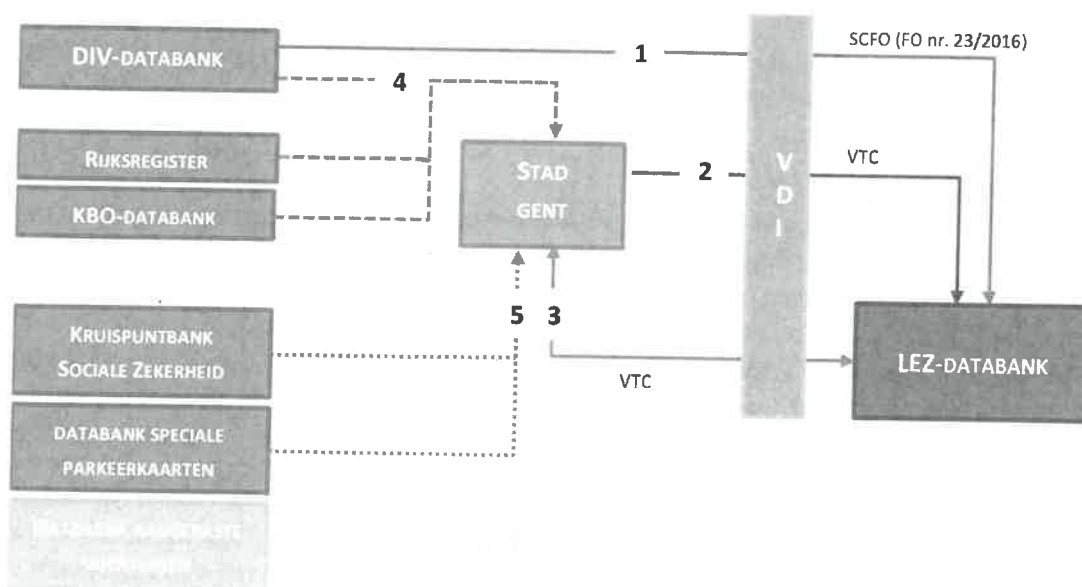 DIV-DATABANK
1
SCFO (FO nr. 23/2016)
4
RIJKSREGISTER
KBO-DATABANK
STAD
GENT
2
V
D
I
VTC
5
3
KRUISPUNTBANK
SOCIALE ZEKERHEID
VTC
LEZ-DATABANK
DATABANK SPECIALE
PARKEERKAARTEN